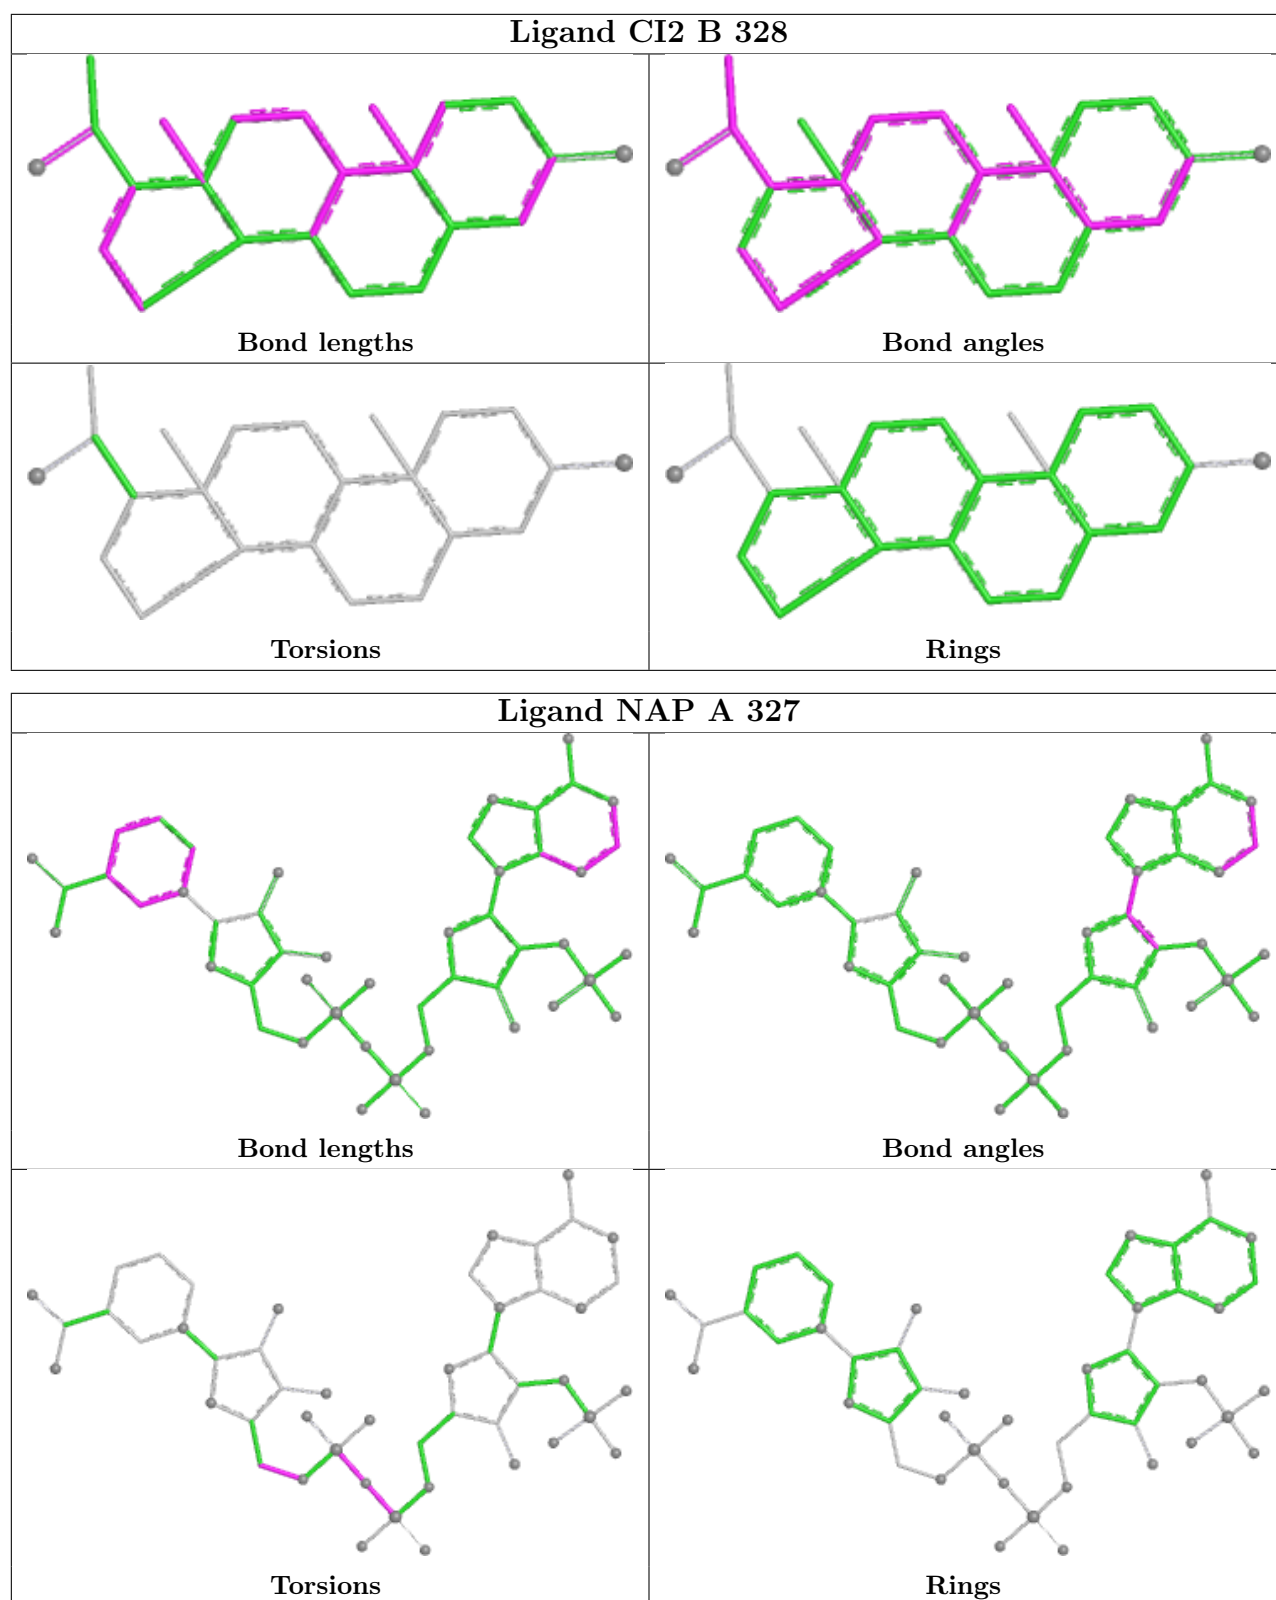 Ligand CI2 B 328
Bond lengths
Bond angles
Torsions
Rings
Ligand NAP A 327
Bond lengths
Bond angles
Torsions
Rings